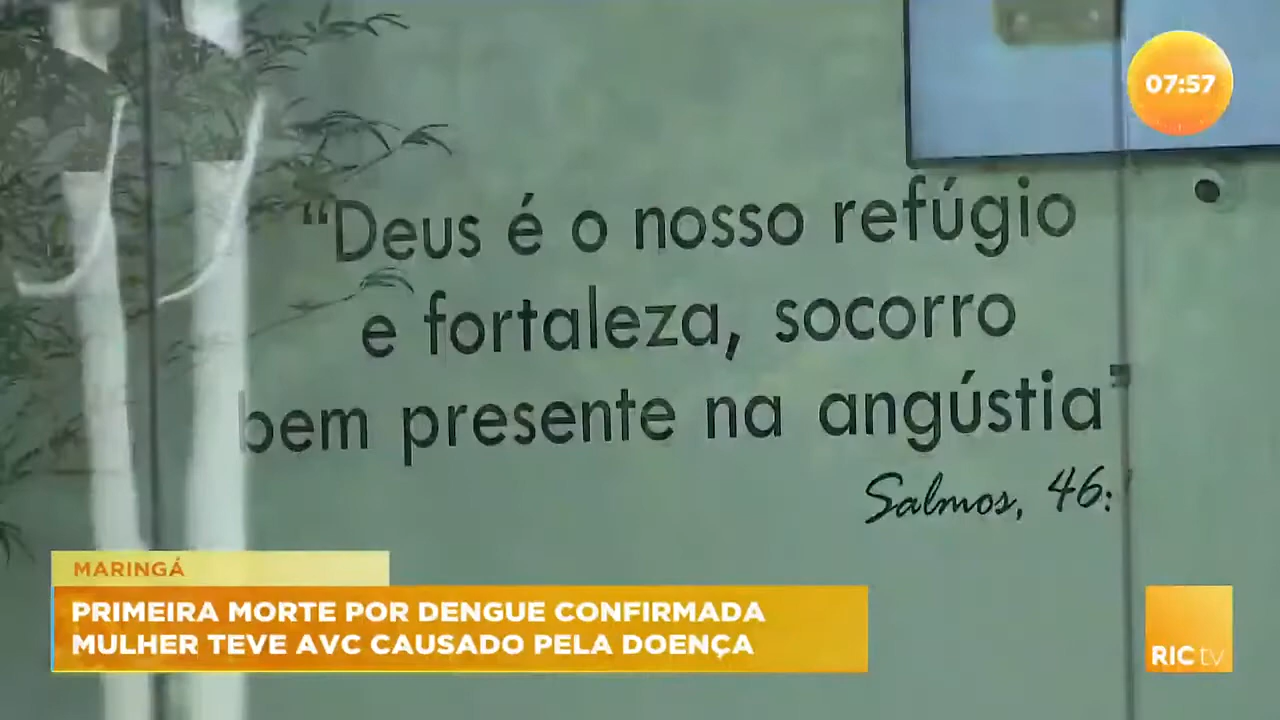 07:57
“Deus é o nosso refúgio
e fortaleza, socorro
bem presente na angústia”
Salmos, 46:
MARINGÁ
PRIMEIRA MORTE POR DENGUE CONFIRMADA
MULHER TEVE AVC CAUSADO PELA DOENÇA
RIC tv